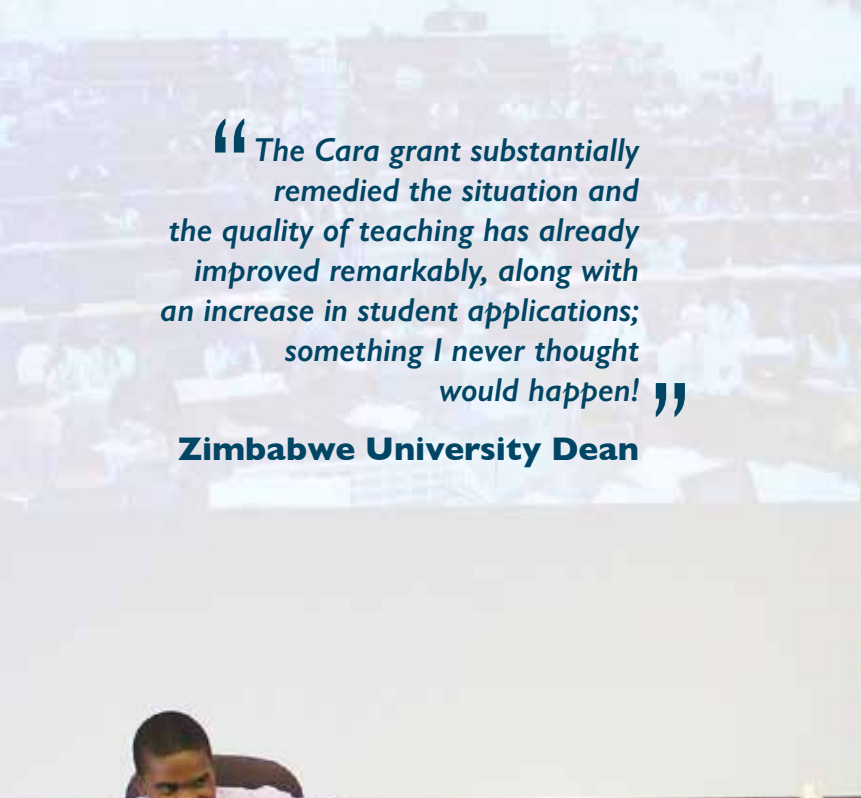 “The Cara grant substantially
remedied the situation and
the quality of teaching has already
improved remarkably, along with
an increase in student applications;
something I never thought
would happen!”
Zimbabwe University Dean